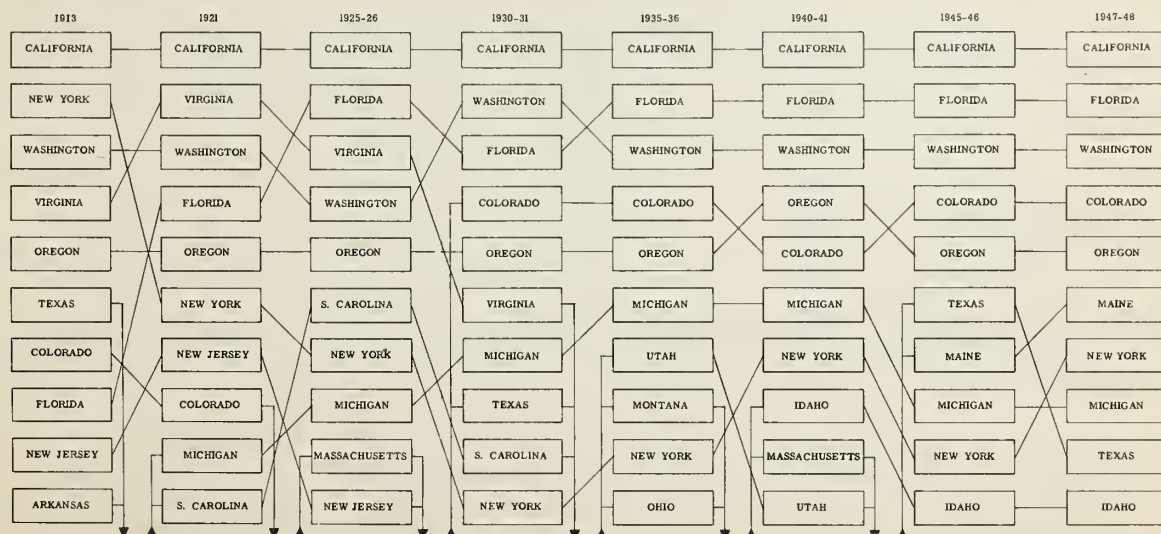 1913 1921 1925-26 1930-31 1935-36 1940-41 1945-46 1947-48
CALIFORNIA CALIFORNIA CALIFORNIA CALIFORNIA CALIFORNIA CALIFORNIA CALIFORNIA CALIFORNIA
NEW YORK VIRGINIA FLORIDA WASHINGTON FLORIDA FLORIDA FLORIDA FLORIDA
WASHINGTON WASHINGTON VIRGINIA FLORIDA WASHINGTON WASHINGTON WASHINGTON WASHINGTON
VIRGINIA FLORIDA WASHINGTON COLORADO COLORADO OREGON COLORADO COLORADO
OREGON OREGON OREGON OREGON OREGON COLORADO OREGON OREGON
TEXAS NEW YORK S. CAROLINA VIRGINIA MICHIGAN MICHIGAN TEXAS MAINE
COLORADO NEW JERSEY NEW YORK MICHIGAN UTAH NEW YORK MAINE NEW YORK
FLORIDA COLORADO MICHIGAN TEXAS MONTANA IDAHO MICHIGAN MICHIGAN
NEW JERSEY MICHIGAN MASSACHUSETTS S. CAROLINA NEW YORK MASSACHUSETTS NEW YORK TEXAS
ARKANSAS S. CAROLINA NEW JERSEY NEW YORK OHIO UTAH IDAHO IDAHO